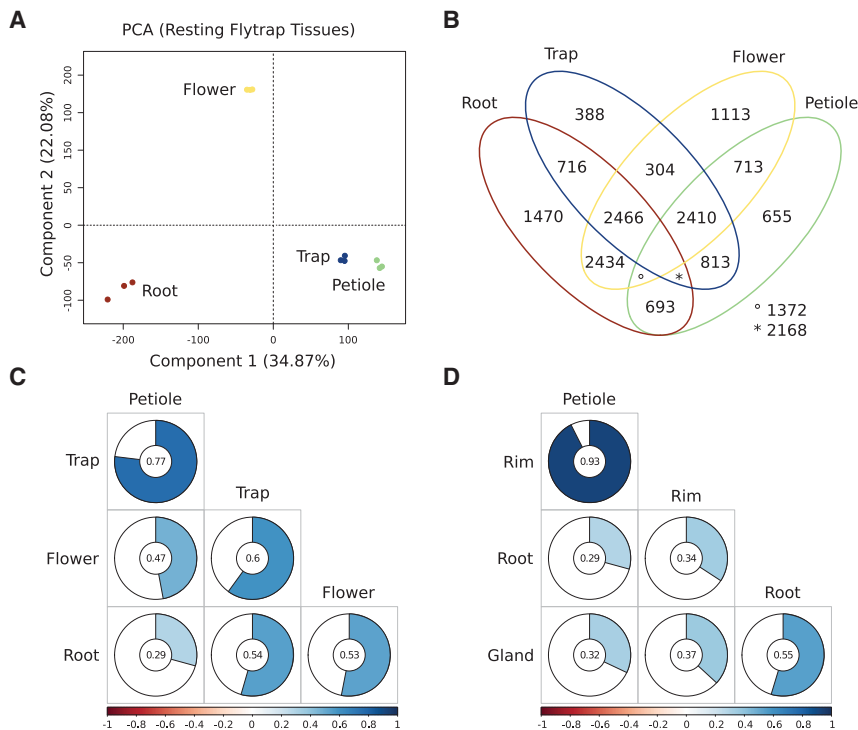 A
PCA (Resting Flytrap Tissues)
Component 2 (22.08%)
200
100
150
50
0
-50
-100
Flower
Trap
Petiole
Root
-200
-100
0
100
Component 1 (34.87%)
B
Trap
Flower
Root
Petiole
388
1113
716
304
713
1470
2466
2410
655
2434
°
*
813
693
° 1372
* 2168
C
Petiole
Trap
0.77
Trap
Flower
0.47
0.6
Flower
Root
0.29
0.54
0.53
-1 -0.8 -0.6 -0.4 -0.2 0 0.2 0.4 0.6 0.8 1
D
Petiole
Rim
0.93
Rim
Root
0.29
0.34
Root
Gland
0.32
0.37
0.55
-1 -0.8 -0.6 -0.4 -0.2 0 0.2 0.4 0.6 0.8 1